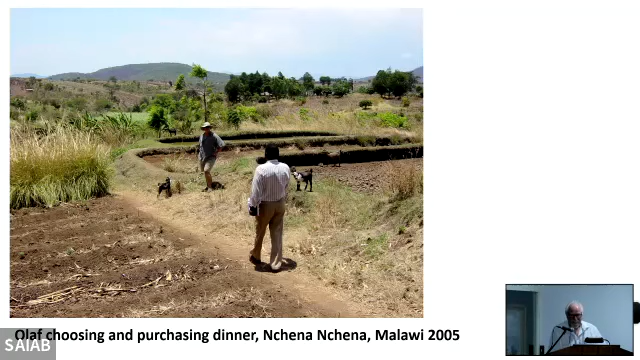 Olaf choosing and purchasing dinner, Nchena Nchena, Malawi 2005
SAIAB